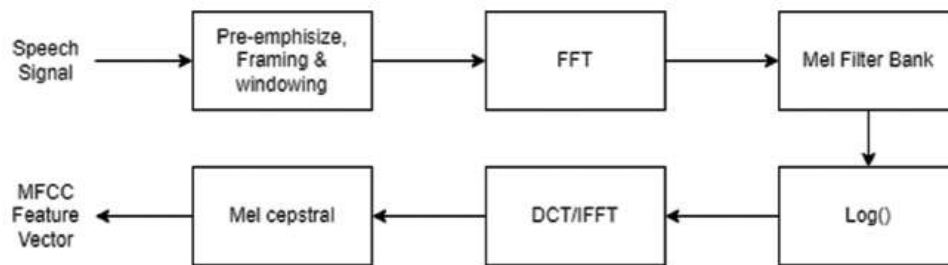 Speech
Signal
Pre-emphisize,
Framing &
windowing
FFT
Mel Filter Bank
MFCC
Feature
Vector
Mel cepstral
DCT/IFFT
Log()